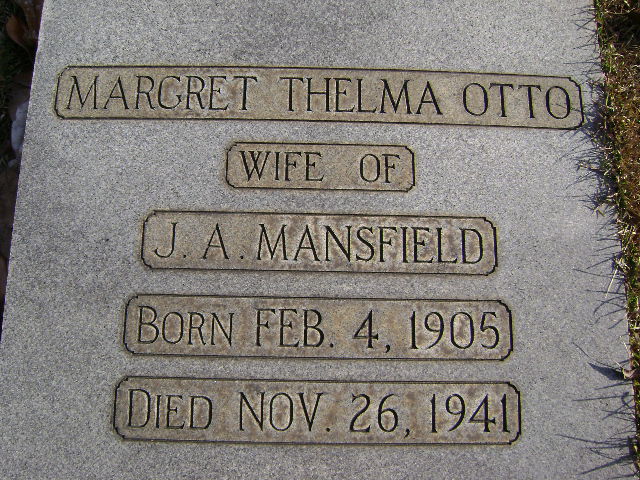 MARGRET THELMA OTTO
WIFE OF
J. A. MANSFIELD
BORN FEB. 4, 1905
DIED NOV. 26, 1941